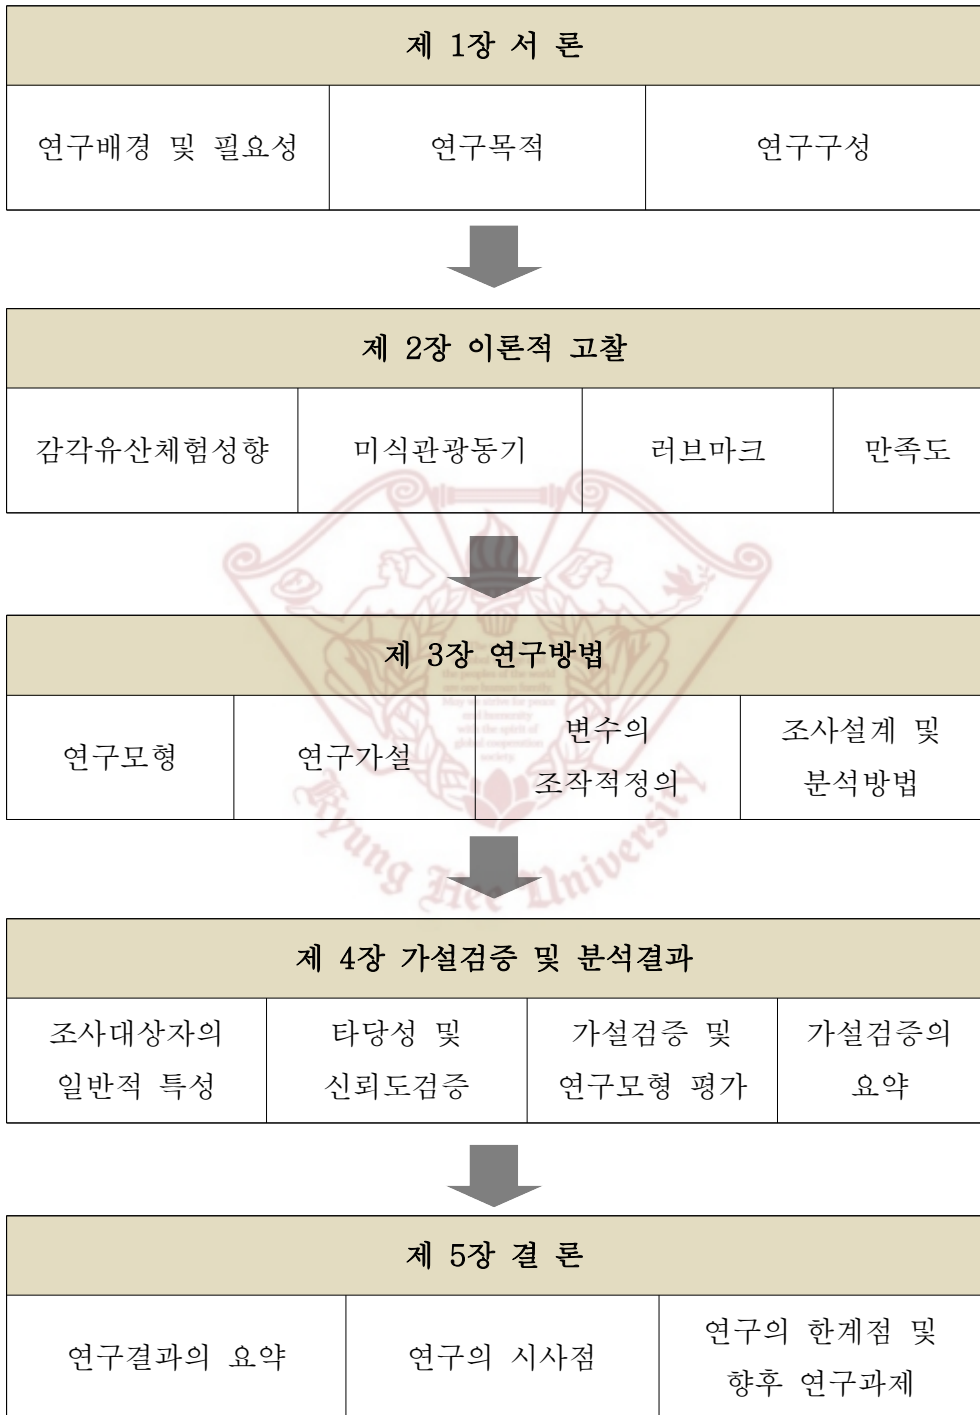 제 1장 서 론
연구배경 및 필요성
연구목적
연구구성
제 2장 이론적 고찰
감각유산체험성향
미식관광동기
러브마크
만족도
제 3장 연구방법
연구모형
연구가설
변수의
조작적정의
조사설계 및
분석방법
Kyung Hee University
제 4장 가설검증 및 분석결과
조사대상자의
일반적 특성
타당성 및
신뢰도검증
가설검증 및
연구모형 평가
가설검증의
요약
제 5장 결 론
연구결과의 요약
연구의 시사점
연구의 한계점 및
향후 연구과제